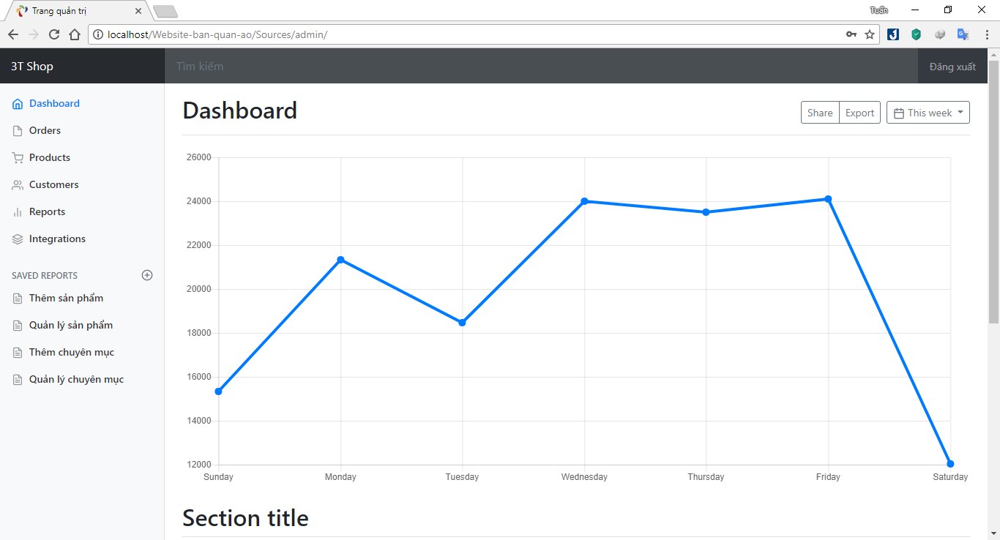 Trang quản trị
Tuấn
localhost/Website-ban-quan-ao/Sources/admin/
3T Shop
Tìm kiếm
Đăng xuất
Dashboard
Orders
Products
Customers
Reports
Integrations
SAVED REPORTS
Thêm sản phẩm
Quản lý sản phẩm
Thêm chuyên mục
Quản lý chuyên mục
Dashboard
Share
Export
This week
26000
24000
22000
20000
18000
16000
14000
12000
Sunday Monday Tuesday Wednesday Thursday Friday Saturday
Section title